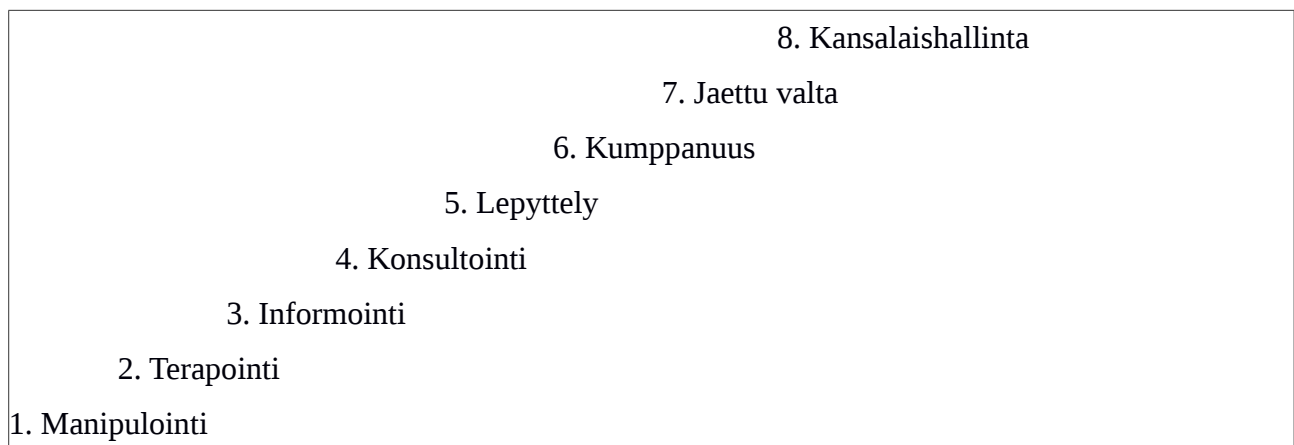 8. Kansalaishallinta
7. Jaettu valta
6. Kumppanuus
5. Lepyttely
4. Konsultointi
3. Informointi
2. Terapointi
1. Manipulointi